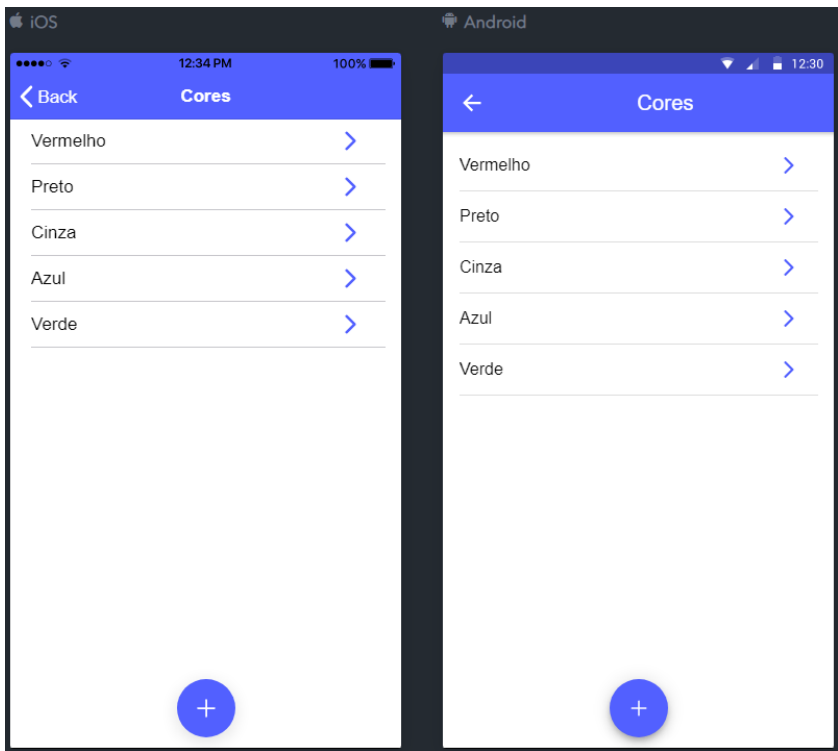 iOS
12:34 PM 100%
Back Cores
Vermelho
Preto
Cinza
Azul
Verde
+
Android
12:30
Cores
Vermelho
Preto
Cinza
Azul
Verde
+